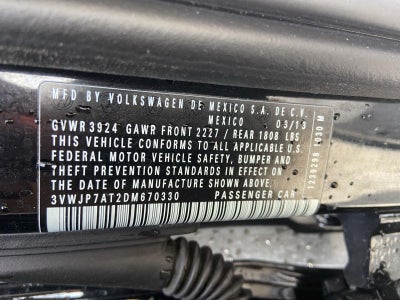 MFD BY VOLKSWAGEN DE MEXICO S.A. DE C.V.
MEXICO 03/13
GVWR 3924 GAWR FRONT 2227 / REAR 1808 LBS
THIS VEHICLE CONFORMS TO ALL APPLICABLE U.S.
FEDERAL MOTOR VEHICLE SAFETY, BUMPER AND
THEFT PREVENTION STANDARDS IN EFFECT ON
THE DATE OF MANUFACTURE SHOWN ABOVE.
3VWJP7AT2DM670330 PASSENGER CAR
1239298 1030 M